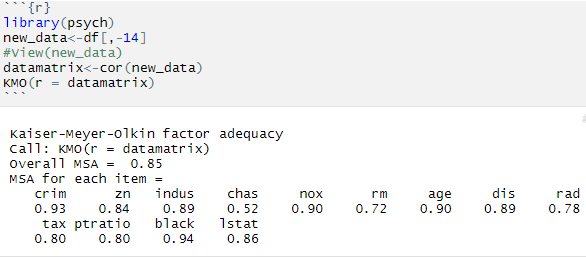 ```{r}
library(psych)
new_data<-df[,-14]
#View(new_data)
datamatrix<-cor(new_data)
KMO(r = datamatrix)
```
Kaiser-Meyer-Olkin factor adequacy
Call: KMO(r = datamatrix)
Overall MSA =  0.85
MSA for each item = 
   crim      zn   indus    chas     nox      rm     age     dis     rad
   0.93    0.84    0.89    0.52    0.90    0.72    0.90    0.89    0.78
    tax ptratio   black   lstat
   0.80    0.80    0.94    0.86